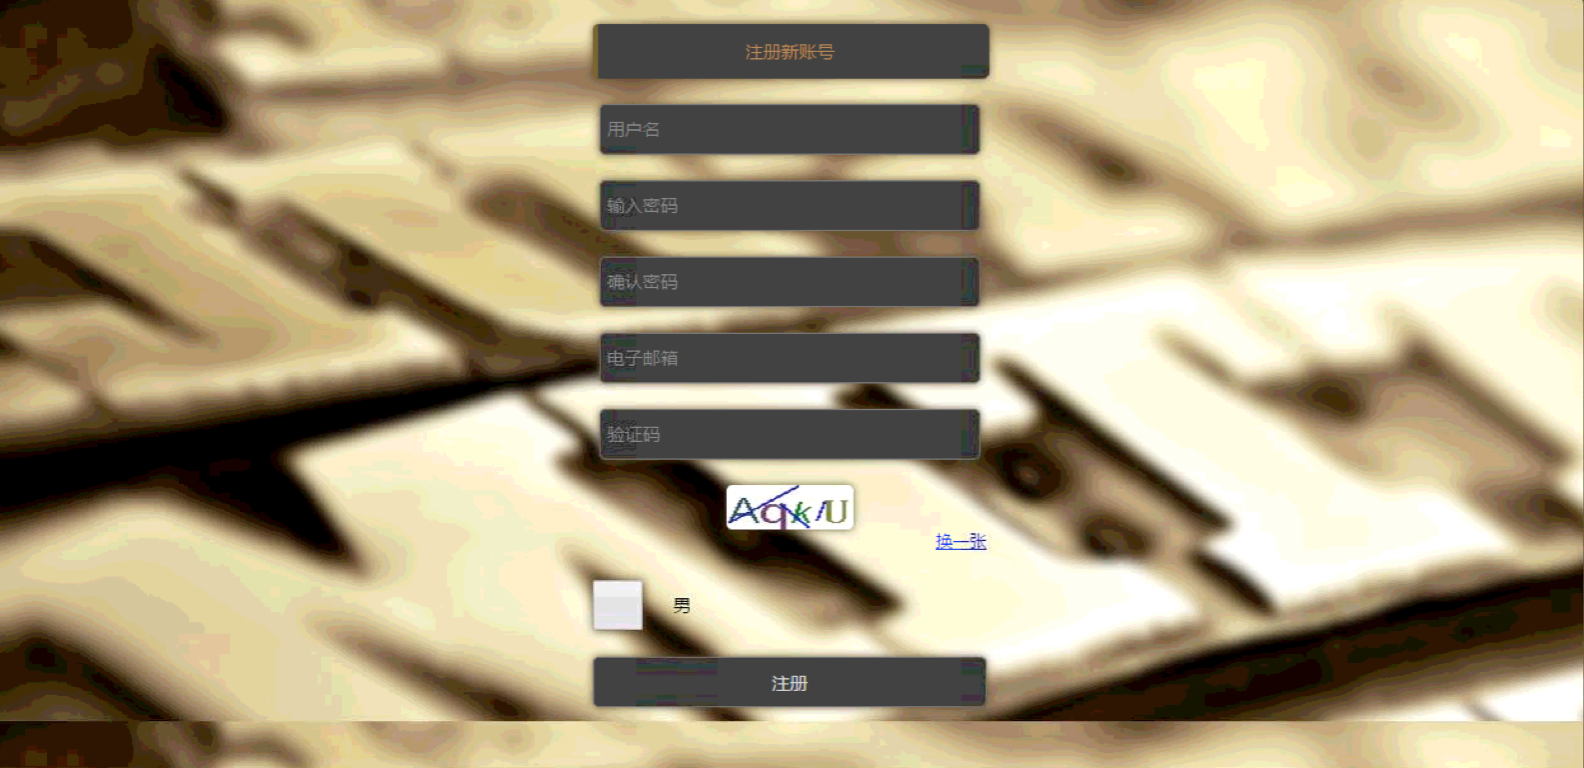 注册新账号
用户名
输入密码
确认密码
电子邮箱
验证码
AqkU
换一张
男
注册